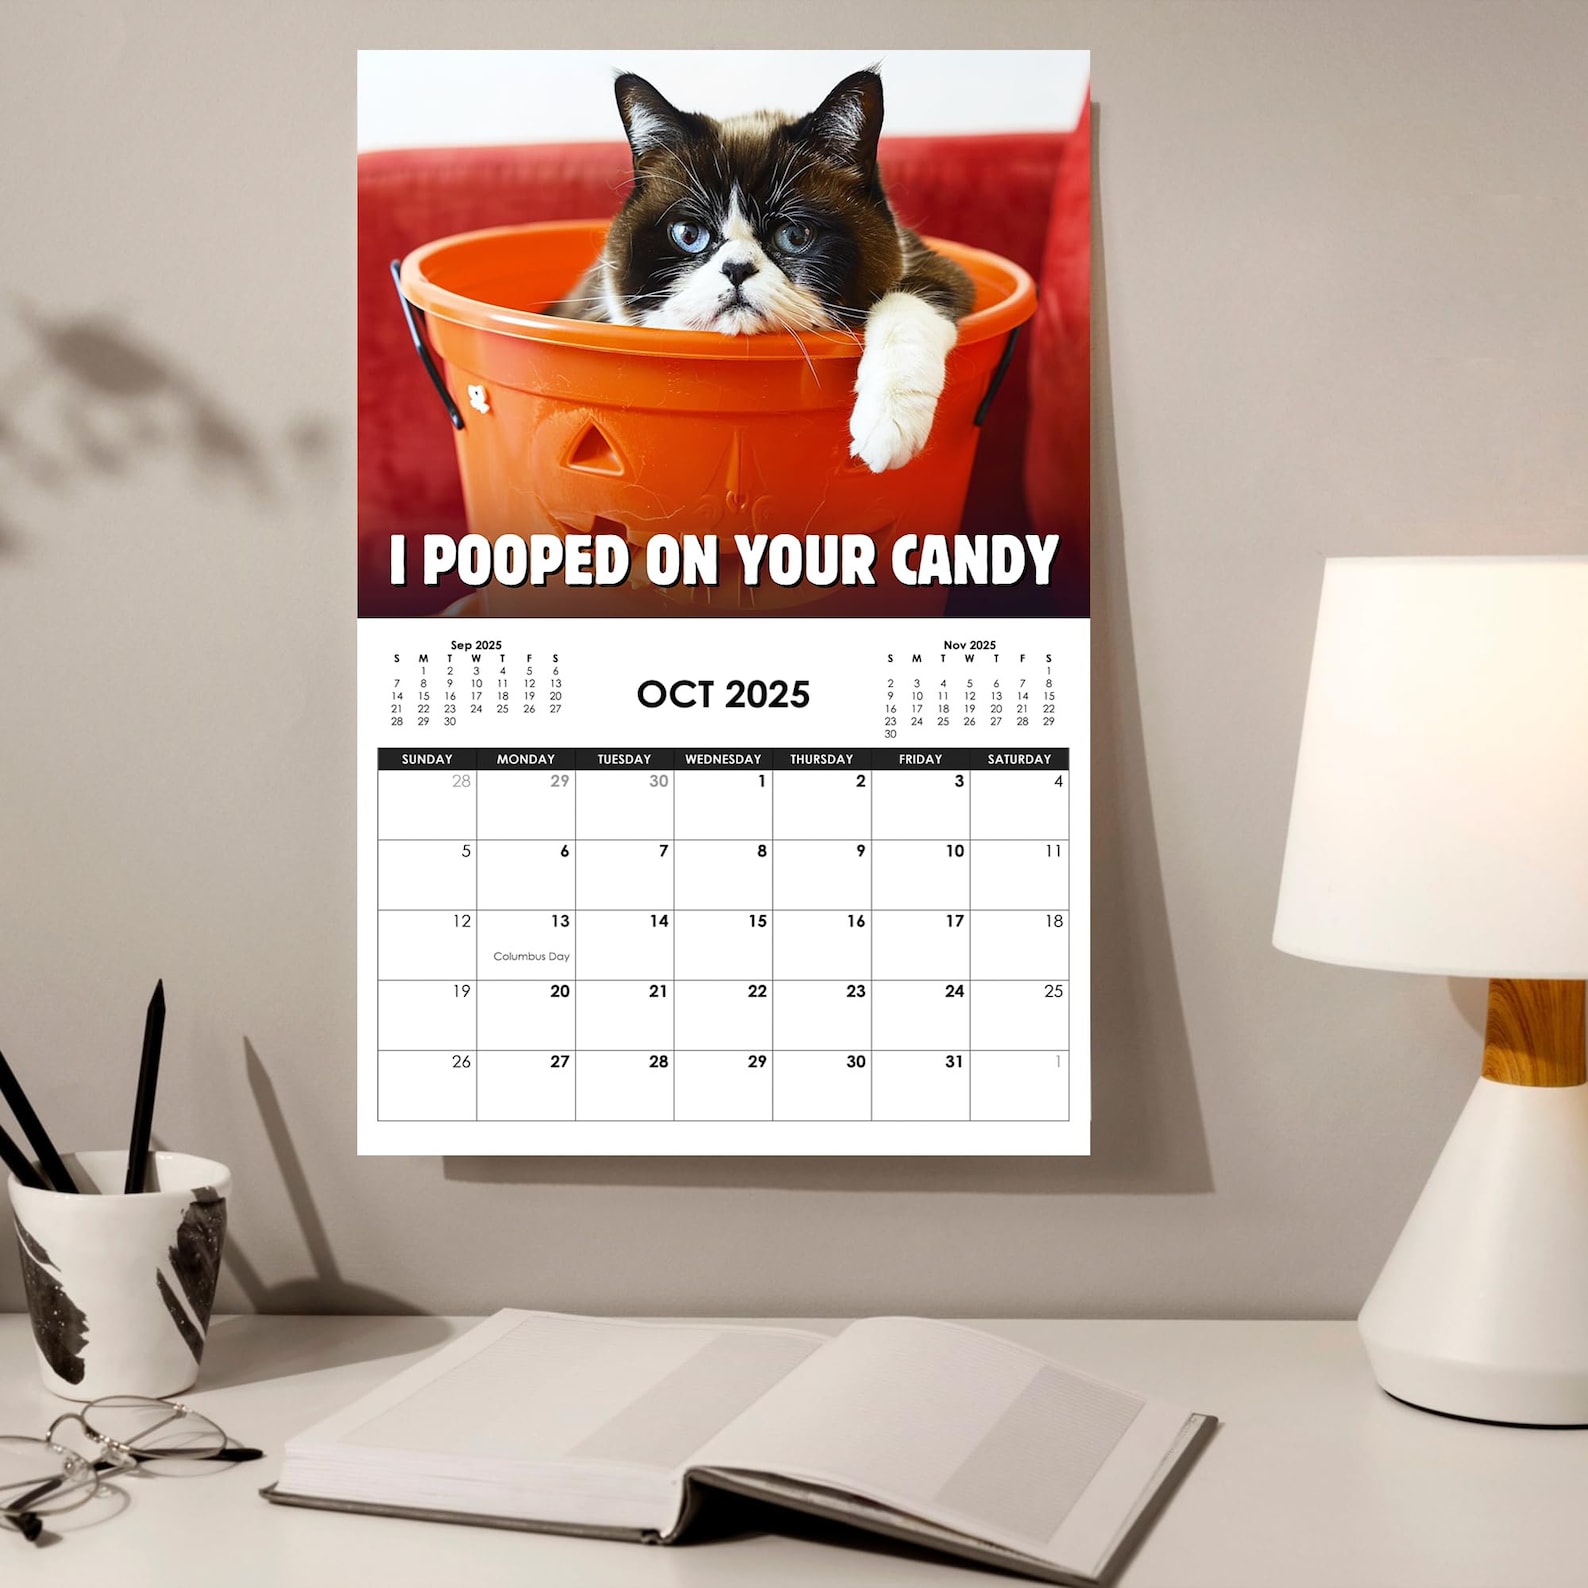 I POOPED ON YOUR CANDY
Sep 2025
S M T W T F S
1 2 3 4 5 6
7 8 9 10 11 12 13
14 15 16 17 18 19 20
21 22 23 24 25 26 27
28 29 30
OCT 2025
Nov 2025
S M T W T F S
1
2 3 4 5 6 7 8
9 10 11 12 13 14 15
16 17 18 19 20 21 22
23 24 25 26 27 28 29
30
SUNDAY MONDAY TUESDAY WEDNESDAY THURSDAY FRIDAY SATURDAY
28 29 30 1 2 3 4
5 6 7 8 9 10 11
12 13 14 15 16 17 18
Columbus Day
19 20 21 22 23 24 25
26 27 28 29 30 31 1